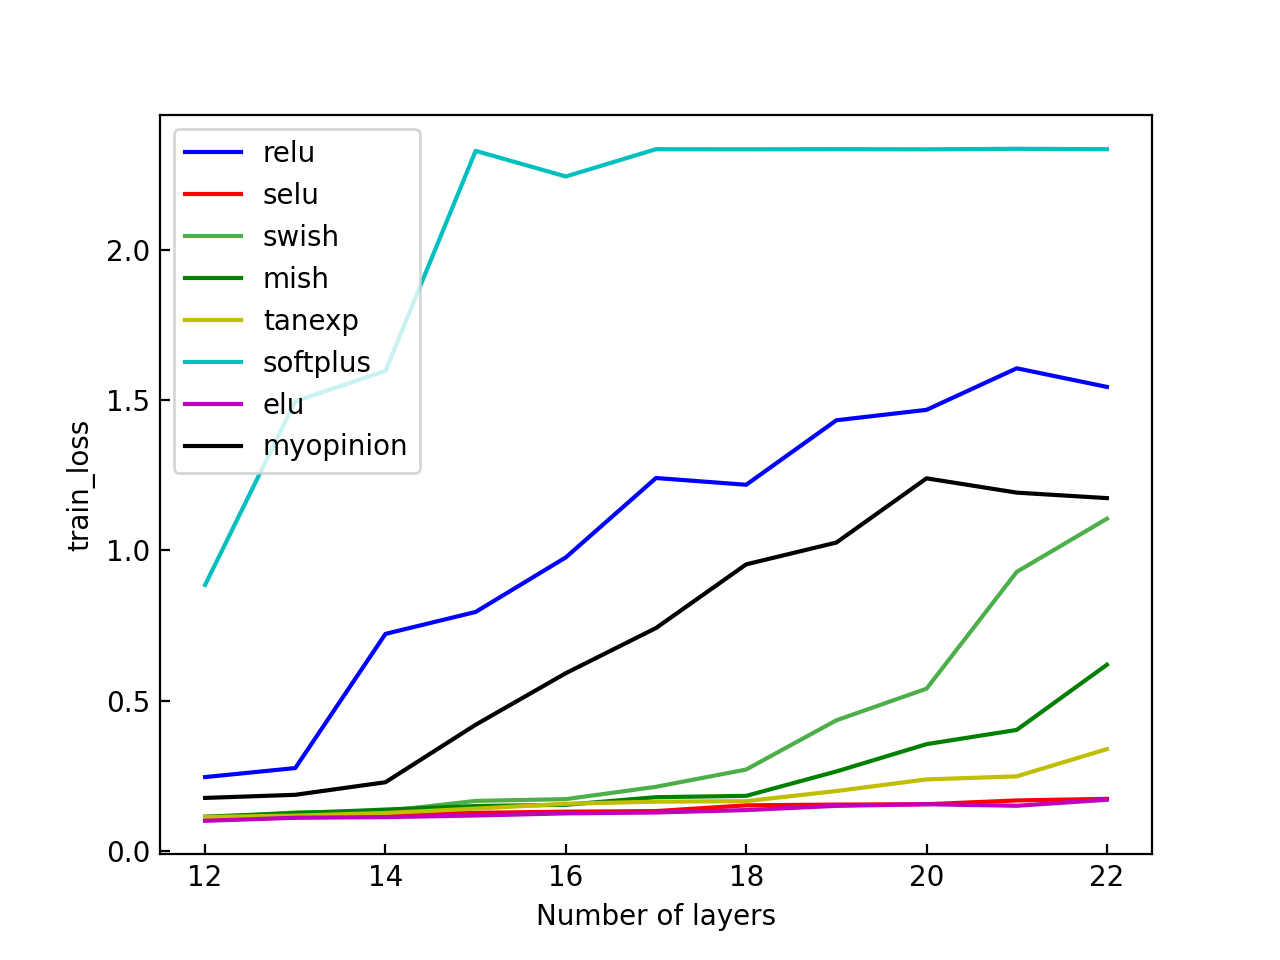 relu
selu
swish
mish
tanexp
softplus
elu
myopinion
2.0
1.5
1.0
0.5
0.0
train_loss
12 14 16 18 20 22
Number of layers